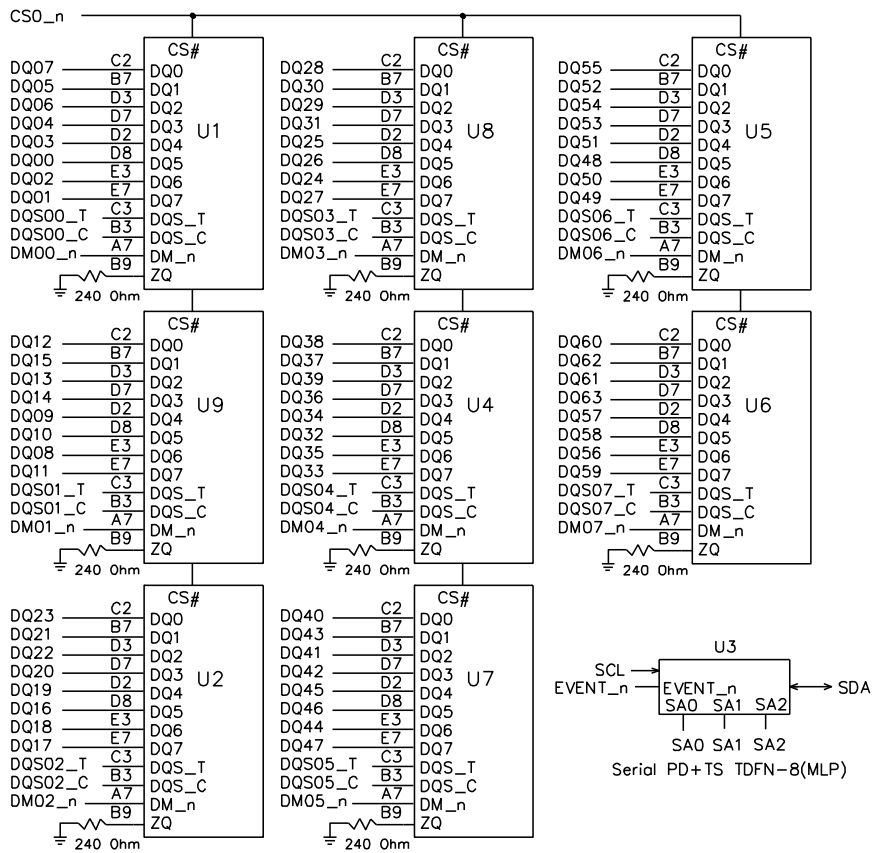 CS0_n
CS#
DQ07 C2 DQ0
DQ05 B7 DQ1
DQ06 D3 DQ2
DQ04 D7 DQ3
DQ03 D2 DQ4
DQ00 D8 DQ5
DQ02 E3 DQ6
DQ01 E7 DQ7
DQS00_T C3 DQS_T
DQS00_C B3 DQS_C
DM00_n A7 DM_n
B9 ZQ
240 Ohm
U1
CS#
DQ28 C2 DQ0
DQ30 B7 DQ1
DQ29 D3 DQ2
DQ31 D7 DQ3
DQ25 D2 DQ4
DQ26 D8 DQ5
DQ24 E3 DQ6
DQ27 E7 DQ7
DQS03_T C3 DQS_T
DQS03_C B3 DQS_C
DM03_n A7 DM_n
B9 ZQ
240 Ohm
U8
CS#
DQ55 C2 DQ0
DQ52 B7 DQ1
DQ54 D3 DQ2
DQ53 D7 DQ3
DQ51 D2 DQ4
DQ48 D8 DQ5
DQ50 E3 DQ6
DQ49 E7 DQ7
DQS06_T C3 DQS_T
DQS06_C B3 DQS_C
DM06_n A7 DM_n
B9 ZQ
240 Ohm
U5
CS#
DQ12 C2 DQ0
DQ15 B7 DQ1
DQ13 D3 DQ2
DQ14 D7 DQ3
DQ09 D2 DQ4
DQ10 D8 DQ5
DQ08 E3 DQ6
DQ11 E7 DQ7
DQS01_T C3 DQS_T
DQS01_C B3 DQS_C
DM01_n A7 DM_n
B9 ZQ
240 Ohm
U9
CS#
DQ38 C2 DQ0
DQ37 B7 DQ1
DQ39 D3 DQ2
DQ36 D7 DQ3
DQ34 D2 DQ4
DQ32 D8 DQ5
DQ35 E3 DQ6
DQ33 E7 DQ7
DQS04_T C3 DQS_T
DQS04_C B3 DQS_C
DM04_n A7 DM_n
B9 ZQ
240 Ohm
U4
CS#
DQ60 C2 DQ0
DQ62 B7 DQ1
DQ61 D3 DQ2
DQ63 D7 DQ3
DQ57 D2 DQ4
DQ58 D8 DQ5
DQ56 E3 DQ6
DQ59 E7 DQ7
DQS07_T C3 DQS_T
DQS07_C B3 DQS_C
DM07_n A7 DM_n
B9 ZQ
240 Ohm
U6
CS#
DQ23 C2 DQ0
DQ21 B7 DQ1
DQ22 D3 DQ2
DQ20 D7 DQ3
DQ19 D2 DQ4
DQ16 D8 DQ5
DQ18 E3 DQ6
DQ17 E7 DQ7
DQS02_T C3 DQS_T
DQS02_C B3 DQS_C
DM02_n A7 DM_n
B9 ZQ
240 Ohm
U2
CS#
DQ40 C2 DQ0
DQ43 B7 DQ1
DQ41 D3 DQ2
DQ42 D7 DQ3
DQ45 D2 DQ4
DQ46 D8 DQ5
DQ44 E3 DQ6
DQ47 E7 DQ7
DQS05_T C3 DQS_T
DQS05_C B3 DQS_C
DM05_n A7 DM_n
B9 ZQ
240 Ohm
U7
U3
SCL
EVENT_n EVENT_n SDA
SA0 SA1 SA2
SA0 SA1 SA2
Serial PD+TS TDFN-8(MLP)